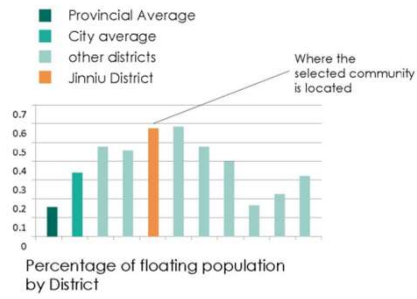 Provincial Average
City average
other districts
Jinniu District
Where the
selected community
is located
0.7
0.6
0.5
0.4
0.3
0.2
0.1
0
Percentage of floating population
by District